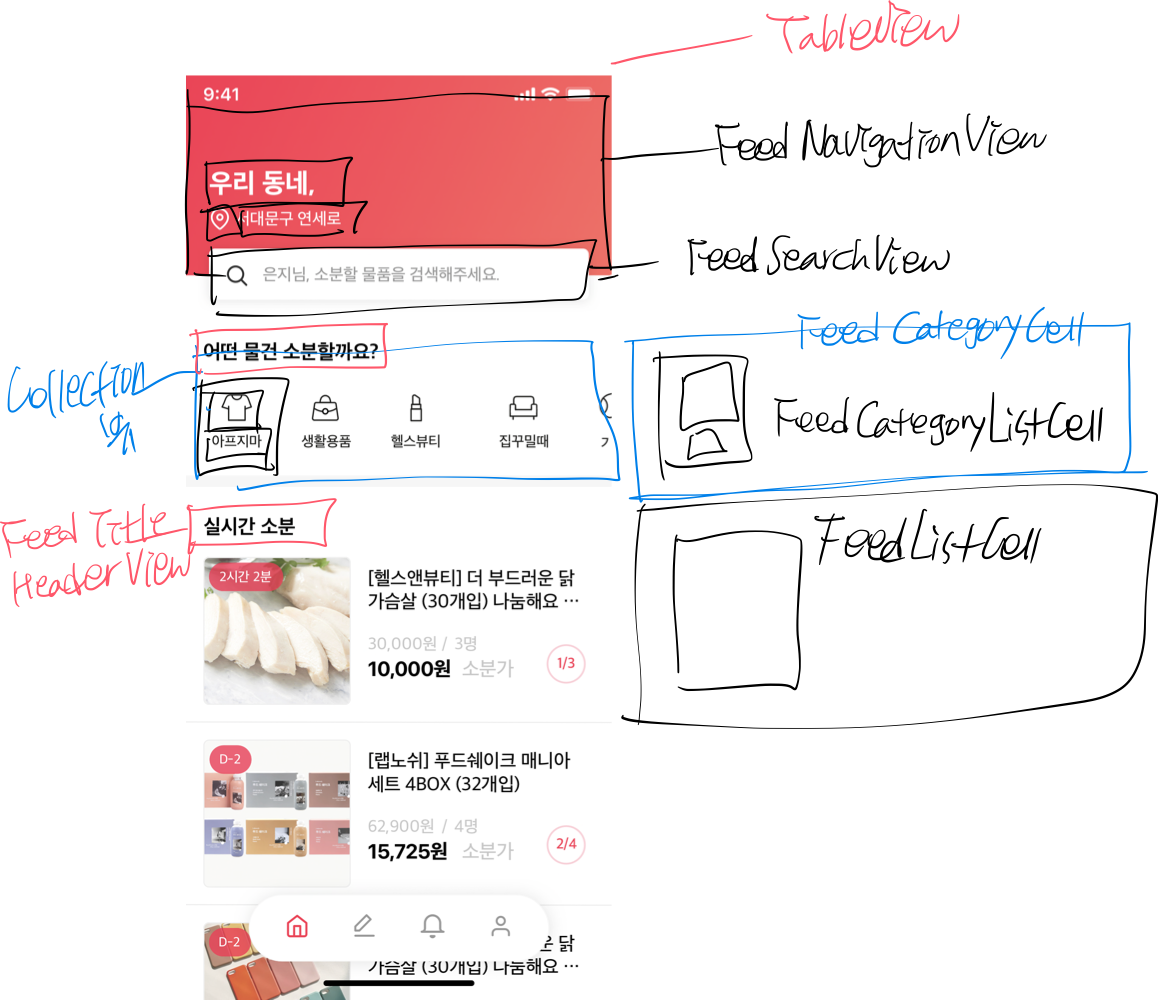 TableView
9:41
Feed NavigationView
우리 동네,
서대문구 연세로
Feed SearchView
은지님, 소분할 물품을 검색해주세요.
Feed CategoryCell
어떤 물건 소분할까요?
Collection
뷰
아프지마
생활용품
헬스뷰티
집꾸밀때
FeedCategoryListCell
Feed Title
HeaderView
실시간 소분
FeedListCell
2시간 2분
[헬스앤뷰티] 더 부드러운 닭
가슴살 (30개입) 나눔해요 ...
30,000원 / 3명
10,000원 소분가
1/3
D-2
[랩노쉬] 푸드쉐이크 매니아
세트 4BOX (32개입)
62,900원 / 4명
15,725원 소분가
2/4
D-2
운 닭
가슴살 (30개입) 나눔해요 ...